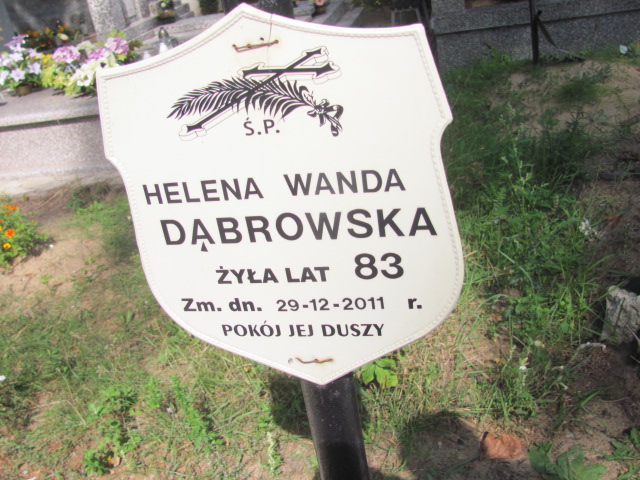 Ś.P.
HELENA WANDA
DĄBROWSKA
ŻYŁA LAT 83
Zm. dn. 29-12-2011 r.
POKÓJ JEJ DUSZY